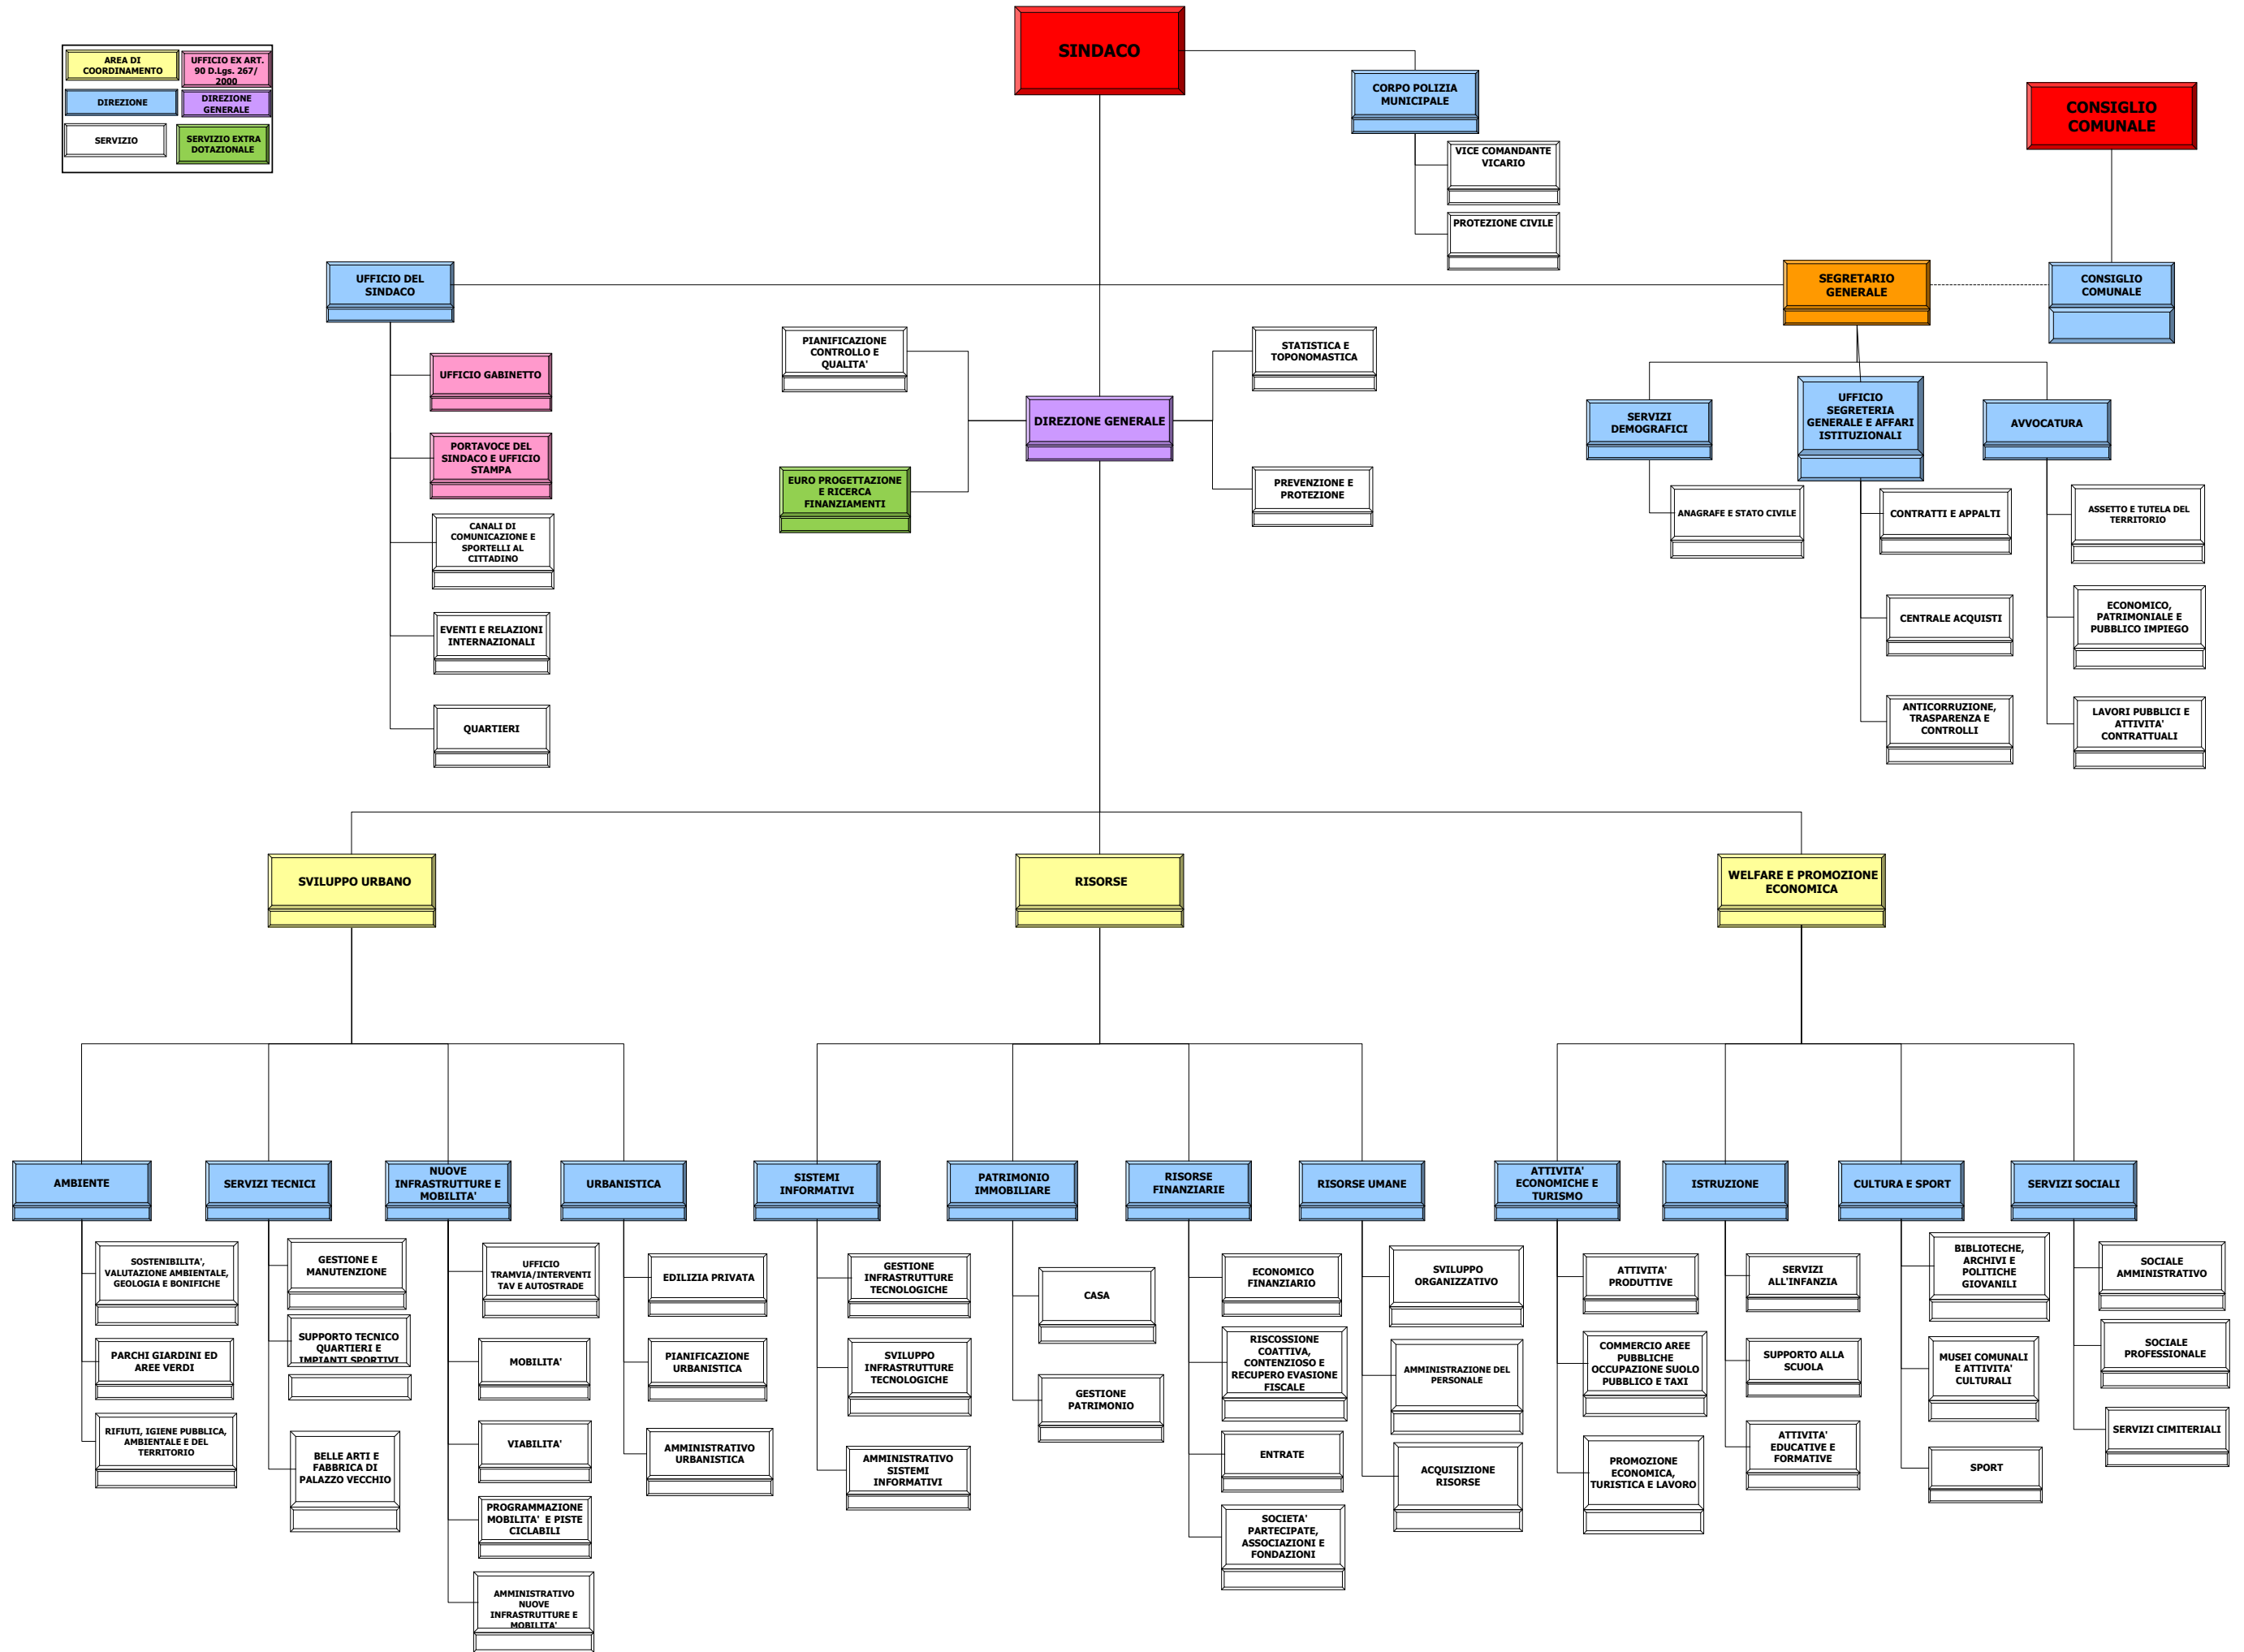 SINDACO
AREA DI
COORDINAMENTO
UFFICIO EX ART.
90 D.Lgs. 267/
2000
DIREZIONE
DIREZIONE
GENERALE
SERVIZIO
SERVIZIO EXTRA
DOTAZIONALE
CORPO POLIZIA
MUNICIPALE
CONSIGLIO
COMUNALE
VICE COMANDANTE
VICARIO
PROTEZIONE CIVILE
UFFICIO DEL
SINDACO
SEGRETARIO
GENERALE
CONSIGLIO
COMUNALE
UFFICIO GABINETTO
PORTAVOCE DEL
SINDACO E UFFICIO
STAMPA
CANALI DI
COMUNICAZIONE E
SPORTELLI AL
CITTADINO
EVENTI E RELAZIONI
INTERNAZIONALI
QUARTIERI
PIANIFICAZIONE
CONTROLLO E
QUALITA'
STATISTICA E
TOPONOMASTICA
DIREZIONE GENERALE
EURO PROGETTAZIONE
E RICERCA
FINANZIAMENTI
PREVENZIONE E
PROTEZIONE
SERVIZI
DEMOGRAFICI
UFFICIO
SEGRETERIA
GENERALE E AFFARI
ISTITUZIONALI
AVVOCATURA
ANAGRAFE E STATO CIVILE
CONTRATTI E APPALTI
CENTRALE ACQUISTI
ANTICORRUZIONE,
TRASPARENZA E
CONTROLLI
ASSETTO E TUTELA DEL
TERRITORIO
ECONOMICO,
PATRIMONIALE E
PUBBLICO IMPIEGO
LAVORI PUBBLICI E
ATTIVITA'
CONTRATTUALI
SVILUPPO URBANO
RISORSE
WELFARE E PROMOZIONE
ECONOMICA
AMBIENTE
SOSTENIBILITA',
VALUTAZIONE AMBIENTALE,
GEOLOGIA E BONIFICHE
PARCHI GIARDINI ED
AREE VERDI
RIFIUTI, IGIENE PUBBLICA,
AMBIENTALE E DEL
TERRITORIO
SERVIZI TECNICI
GESTIONE E
MANUTENZIONE
SUPPORTO TECNICO
QUARTIERI E
IMPIANTI SPORTIVI
BELLE ARTI E
FABBRICA DI
PALAZZO VECCHIO
NUOVE
INFRASTRUTTURE E
MOBILITA'
UFFICIO
TRAMVIA/INTERVENTI
TAV E AUTOSTRADE
MOBILITA'
VIABILITA'
PROGRAMMAZIONE
MOBILITA' E PISTE
CICLABILI
AMMINISTRATIVO
NUOVE
INFRASTRUTTURE E
MOBILITA'
URBANISTICA
EDILIZIA PRIVATA
PIANIFICAZIONE
URBANISTICA
AMMINISTRATIVO
URBANISTICA
SISTEMI
INFORMATIVI
GESTIONE
INFRASTRUTTURE
TECNOLOGICHE
SVILUPPO
INFRASTRUTTURE
TECNOLOGICHE
AMMINISTRATIVO
SISTEMI
INFORMATIVI
PATRIMONIO
IMMOBILIARE
CASA
GESTIONE
PATRIMONIO
RISORSE
FINANZIARIE
ECONOMICO
FINANZIARIO
RISCOSSIONE
COATTIVA,
CONTENZIOSO E
RECUPERO EVASIONE
FISCALE
ENTRATE
SOCIETA'
PARTECIPATE,
ASSOCIAZIONI E
FONDAZIONI
RISORSE UMANE
SVILUPPO
ORGANIZZATIVO
AMMINISTRAZIONE DEL
PERSONALE
ACQUISIZIONE
RISORSE
ATTIVITA'
ECONOMICHE E
TURISMO
ATTIVITA'
PRODUTTIVE
COMMERCIO AREE
PUBBLICHE
OCCUPAZIONE SUOLO
PUBBLICO E TAXI
PROMOZIONE
ECONOMICA,
TURISTICA E LAVORO
ISTRUZIONE
SERVIZI
ALL'INFANZIA
SUPPORTO ALLA
SCUOLA
ATTIVITA'
EDUCATIVE E
FORMATIVE
CULTURA E SPORT
BIBLIOTECHE,
ARCHIVI E
POLITICHE
GIOVANILI
MUSEI COMUNALI
E ATTIVITA'
CULTURALI
SPORT
SERVIZI SOCIALI
SOCIALE
AMMINISTRATIVO
SOCIALE
PROFESSIONALE
SERVIZI CIMITERIALI